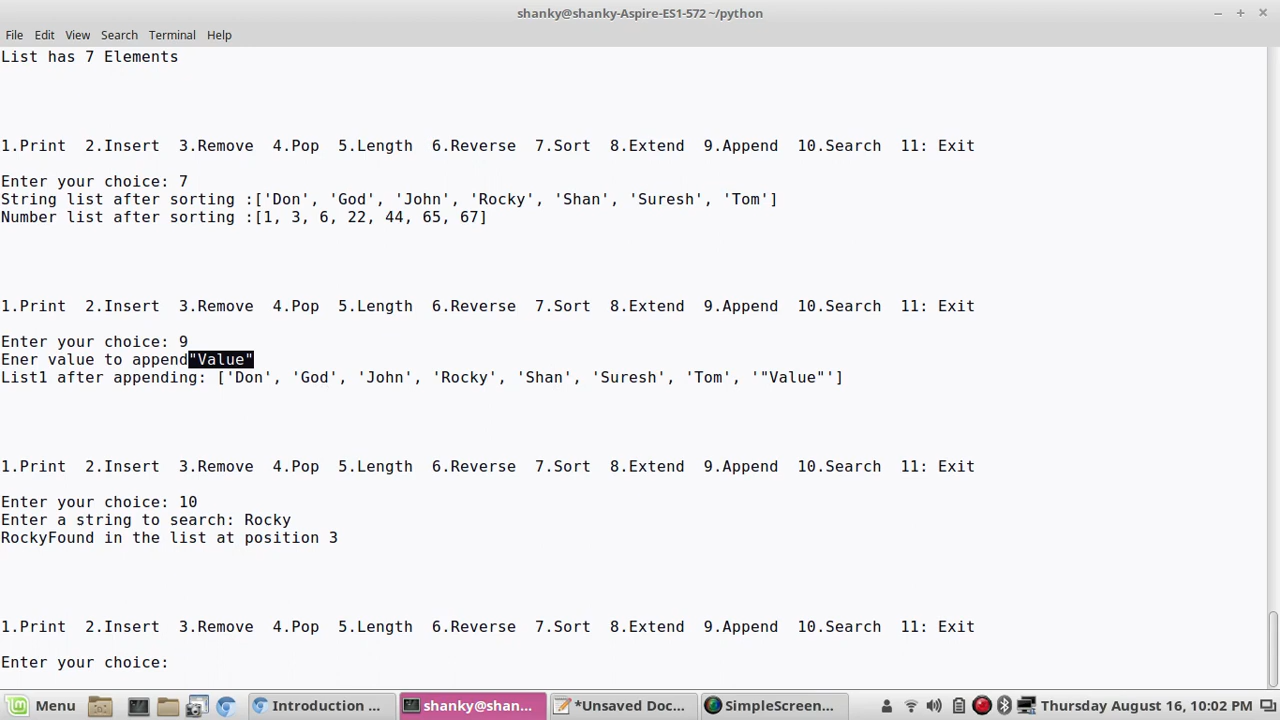 shanky@shanky-Aspire-ES1-572 ~/python
File Edit View Search Terminal Help
List has 7 Elements
1.Print  2.Insert  3.Remove  4.Pop  5.Length  6.Reverse  7.Sort  8.Extend  9.Append  10.Search  11: Exit
Enter your choice: 7
String list after sorting :['Don', 'God', 'John', 'Rocky', 'Shan', 'Suresh', 'Tom']
Number list after sorting :[1, 3, 6, 22, 44, 65, 67]
1.Print  2.Insert  3.Remove  4.Pop  5.Length  6.Reverse  7.Sort  8.Extend  9.Append  10.Search  11: Exit
Enter your choice: 9
Ener value to append"Value"
List1 after appending: ['Don', 'God', 'John', 'Rocky', 'Shan', 'Suresh', 'Tom', '"Value"']
1.Print  2.Insert  3.Remove  4.Pop  5.Length  6.Reverse  7.Sort  8.Extend  9.Append  10.Search  11: Exit
Enter your choice: 10
Enter a string to search: Rocky
RockyFound in the list at position 3
1.Print  2.Insert  3.Remove  4.Pop  5.Length  6.Reverse  7.Sort  8.Extend  9.Append  10.Search  11: Exit
Enter your choice:
Menu Introduction ... shanky@shan... *Unsaved Doc... SimpleScreen... Thursday August 16, 10:02 PM